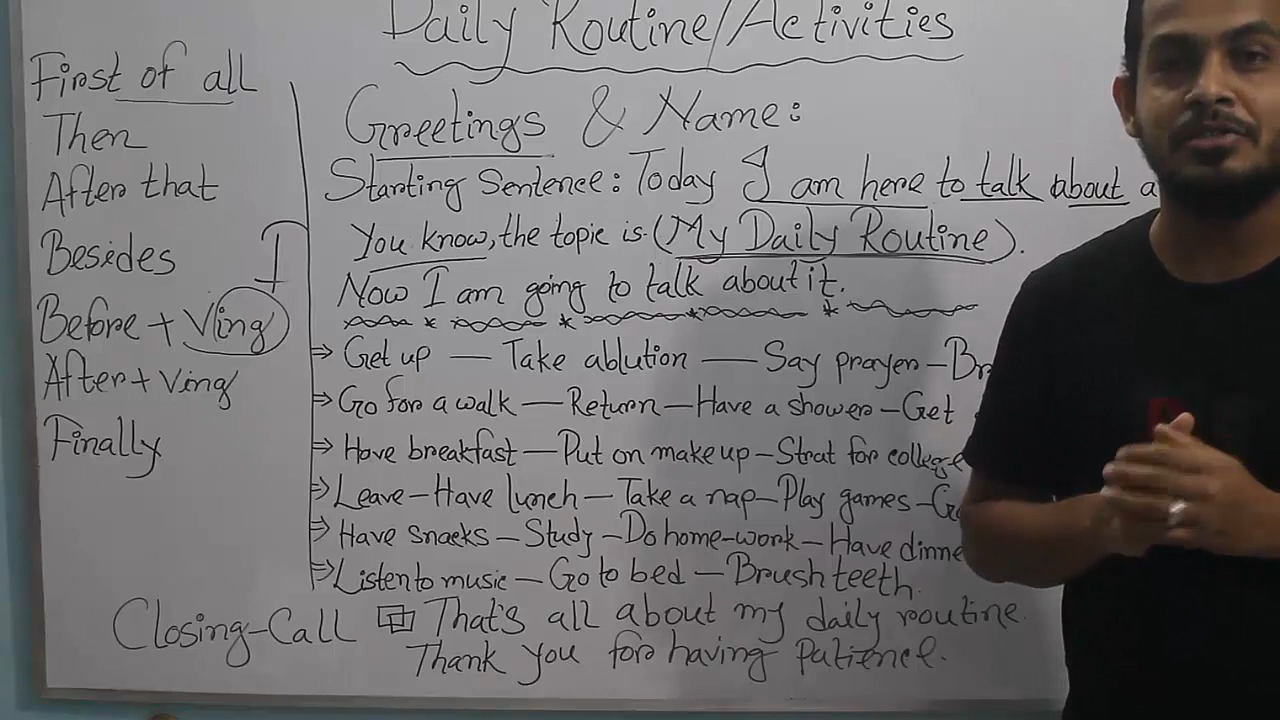 Daily Routine/Activities
First of all
Then
After that
Besides
Before + Ving
After + Ving
Finally
I
Greetings & Name:
Starting Sentence: Today I am here to talk about a
You know, the topic is (My Daily Routine).
Now I am going to talk about it.
⇒ Get up — Take ablution — Say prayer – Br
⇒ Go for a walk — Return — Have a shower – Get
⇒ Have breakfast — Put on make up – Strat for college
⇒ Leave – Have lunch — Take a nap – Play games – G
⇒ Have snacks – Study – Do home-work – Have dinne
⇒ Listen to music — Go to bed – Brush teeth.
Closing-Call That's all about my daily routine.
Thank you for having Patience.